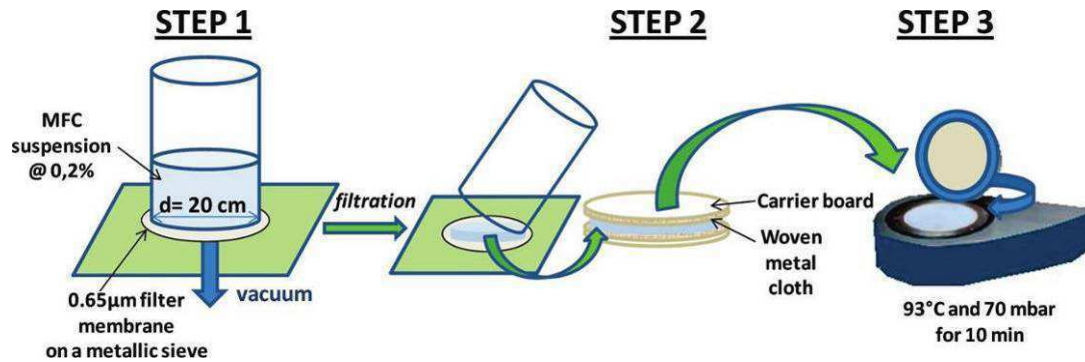 STEP 1
MFC
suspension
@ 0,2%
d= 20 cm
0.65µm filter
membrane
on a metallic sieve
vacuum
filtration
STEP 2
Carrier board
Woven
metal
cloth
STEP 3
93°C and 70 mbar
for 10 min